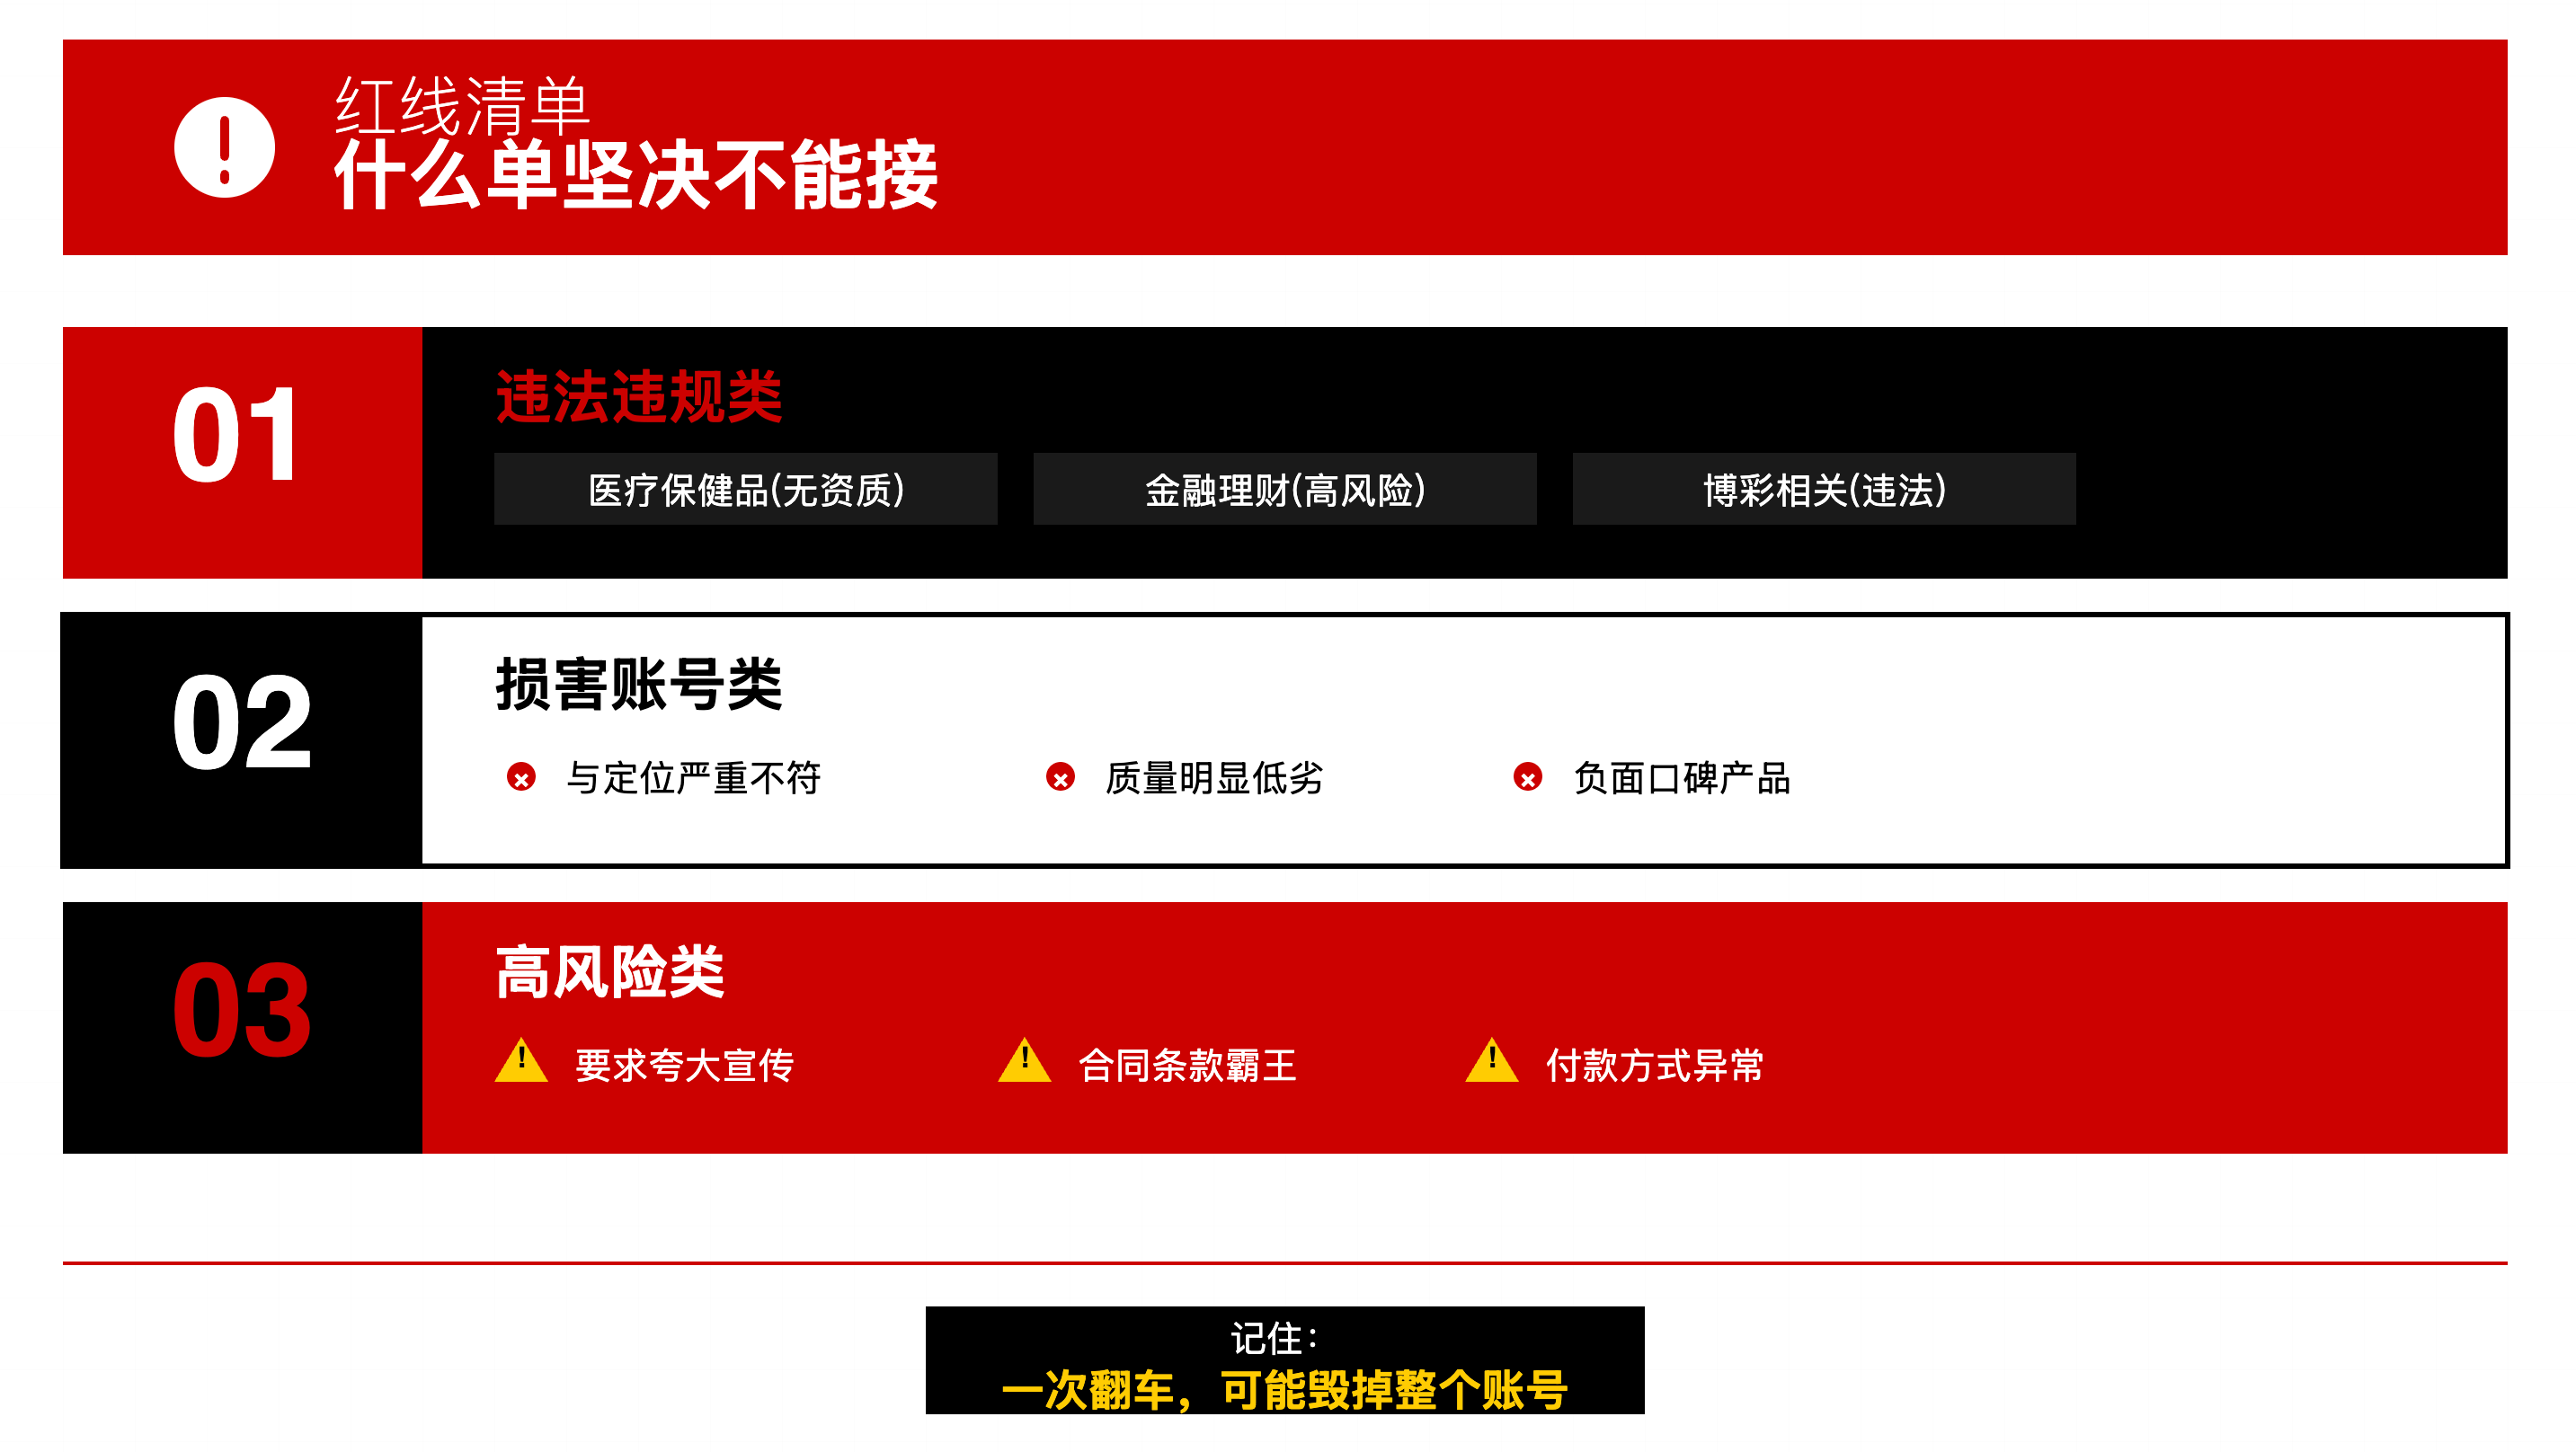 红线清单
什么单坚决不能接
01
违法违规类
医疗保健品(无资质)
金融理财(高风险)
博彩相关(违法)
02
损害账号类
与定位严重不符
质量明显低劣
负面口碑产品
03
高风险类
! 要求夸大宣传
! 合同条款霸王
! 付款方式异常
记住：
一次翻车，可能毁掉整个账号